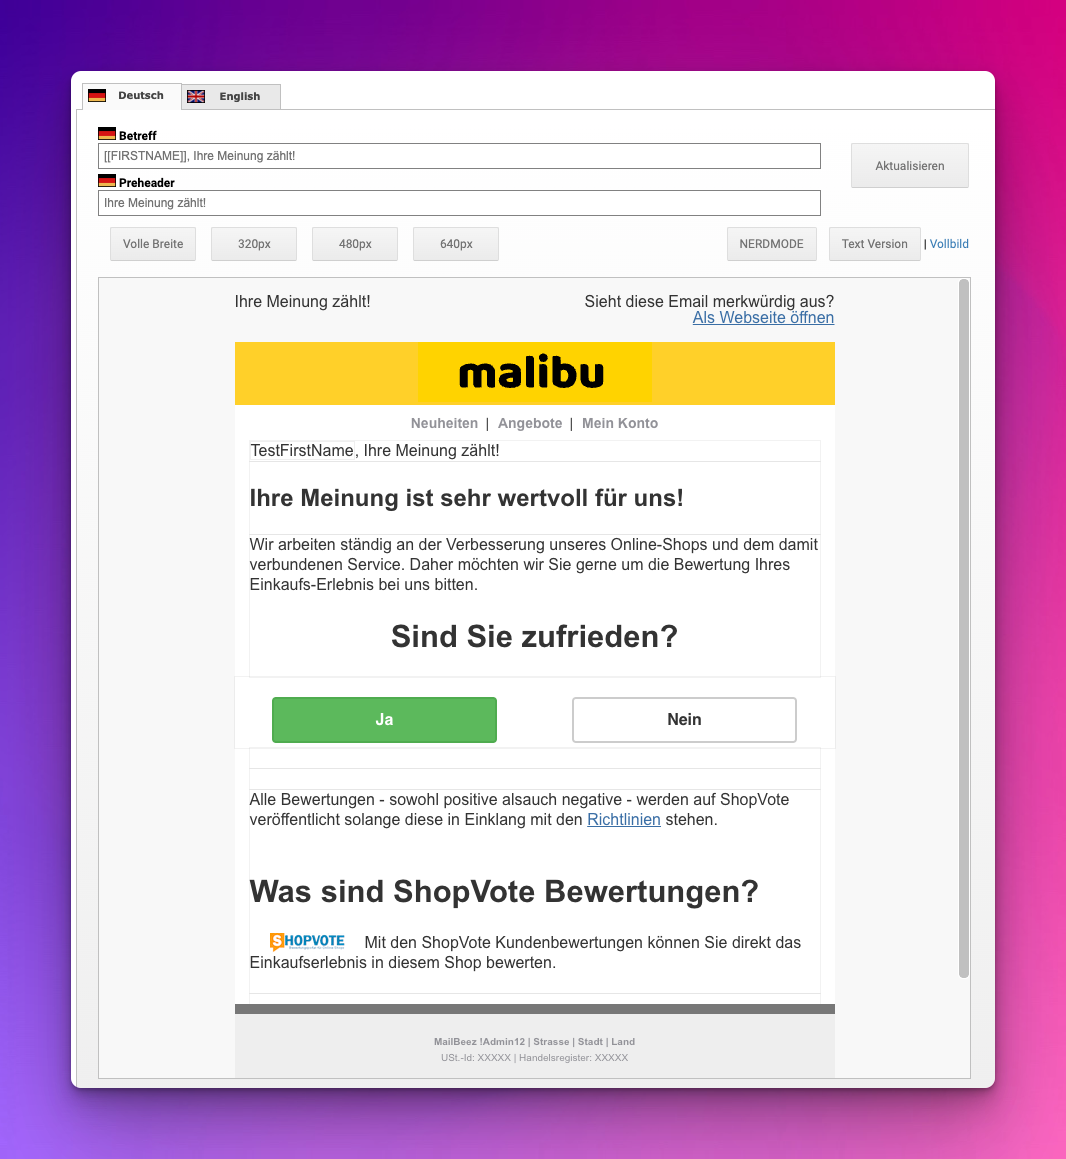 Deutsch English
Betreff
[[FIRSTNAME]], Ihre Meinung zählt!
Aktualisieren
Preheader
Ihre Meinung zählt!
Volle Breite 320px 480px 640px NERDMODE Text Version | Vollbild
Ihre Meinung zählt! Sieht diese Email merkwürdig aus?
Als Webseite öffnen
malibu
Neuheiten | Angebote | Mein Konto
TestFirstName, Ihre Meinung zählt!
Ihre Meinung ist sehr wertvoll für uns!
Wir arbeiten ständig an der Verbesserung unseres Online-Shops und dem damit
verbundenen Service. Daher möchten wir Sie gerne um die Bewertung Ihres
Einkaufs-Erlebnis bei uns bitten.
Sind Sie zufrieden?
Ja Nein
Alle Bewertungen - sowohl positive alsauch negative - werden auf ShopVote
veröffentlicht solange diese in Einklang mit den Richtlinien stehen.
Was sind ShopVote Bewertungen?
SHOPVOTE Mit den ShopVote Kundenbewertungen können Sie direkt das
Einkaufserlebnis in diesem Shop bewerten.
MailBeez !Admin12 | Strasse | Stadt | Land
USt.-Id: XXXXX | Handelsregister: XXXXX